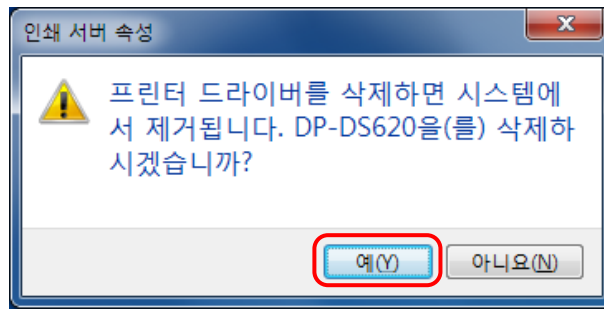 인쇄 서버 속성
프린터 드라이버를 삭제하면 시스템에
서 제거됩니다. DP-DS620을(를) 삭제하
시겠습니까?
예(Y) 아니요(N)